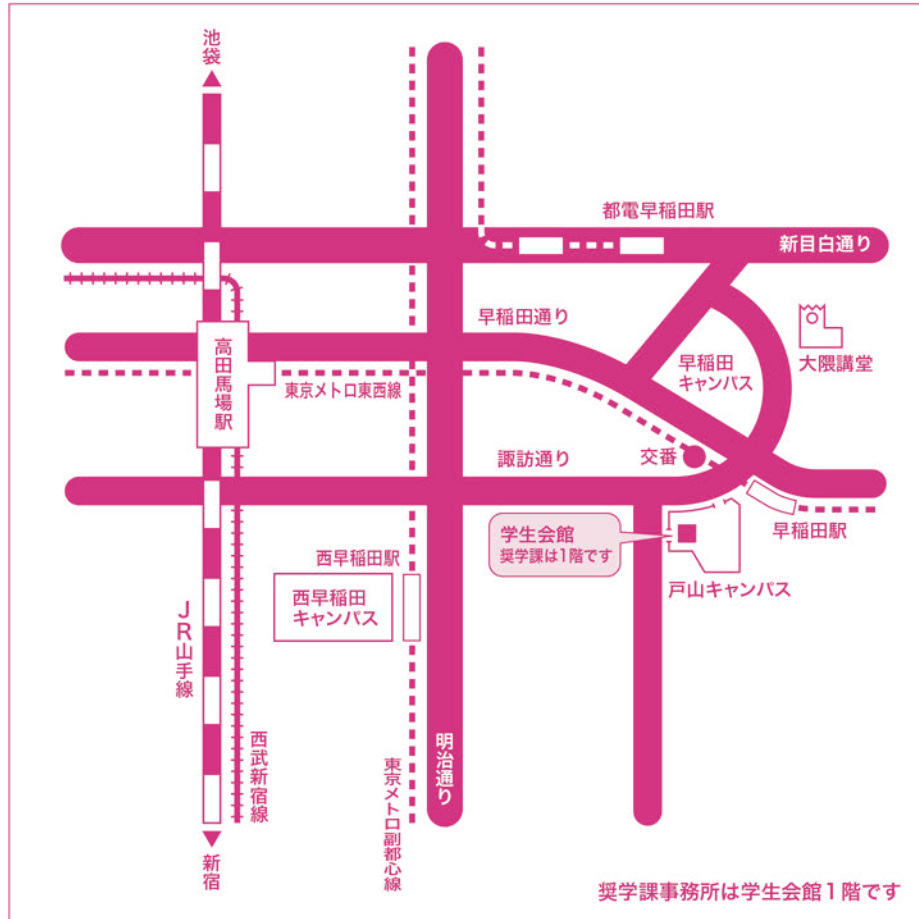 池袋
都電早稲田駅
新目白通り
早稲田通り
高田馬場駅
東京メトロ東西線
早稲田
キャンパス
大隈講堂
諏訪通り
交番
学生会館
奨学課は1階です
早稲田駅
西早稲田駅
西早稲田
キャンパス
戸山キャンパス
JR山手線
西武新宿線
東京メトロ副都心線
明治通り
新宿
奨学課事務所は学生会館1階です